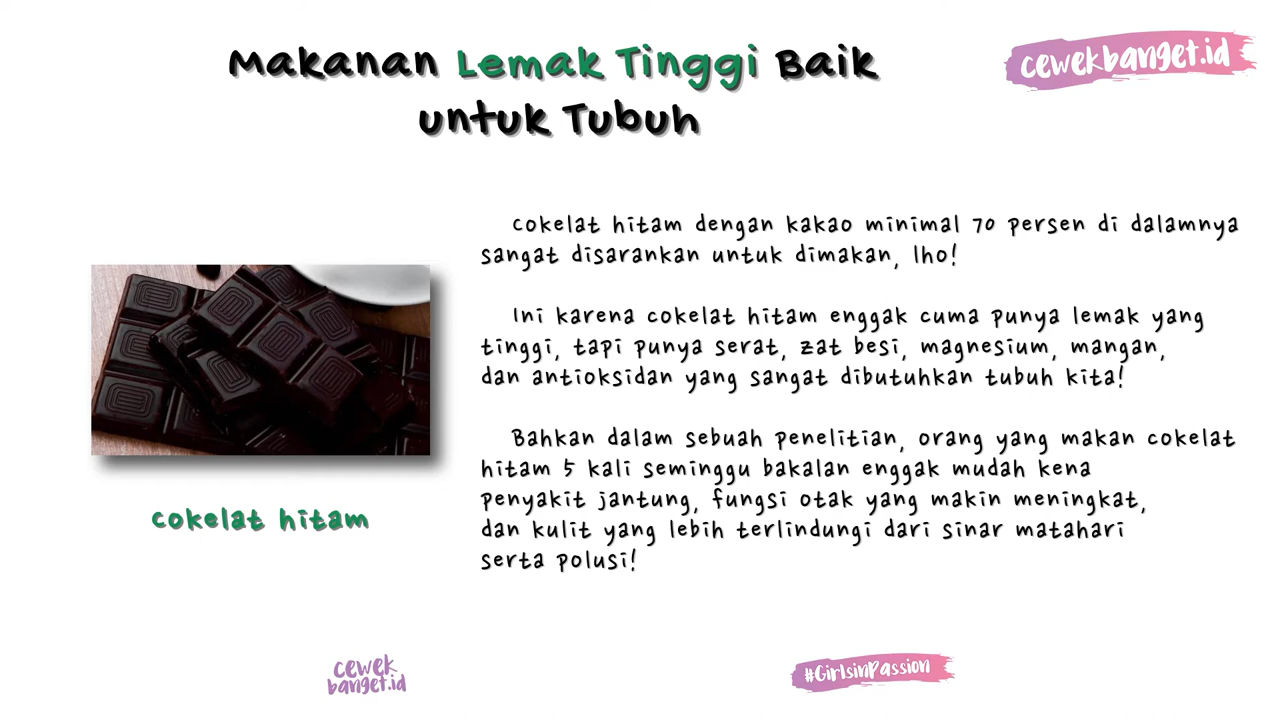 Makanan Lemak Tinggi Baik
untuk Tubuh
cewekbanget.id
cokelat hitam dengan kakao minimal 70 persen di dalamnya
sangat disarankan untuk dimakan, lho!
Ini karena cokelat hitam enggak cuma punya lemak yang
tinggi, tapi punya serat, zat besi, magnesium, mangan,
dan antioksidan yang sangat dibutuhkan tubuh kita!
Bahkan dalam sebuah penelitian, orang yang makan cokelat
hitam 5 kali seminggu bakalan enggak mudah kena
penyakit jantung, fungsi otak yang makin meningkat,
dan kulit yang lebih terlindungi dari sinar matahari
serta polusi!
cokelat hitam
cewek
banget.id
#GirlsinPassion